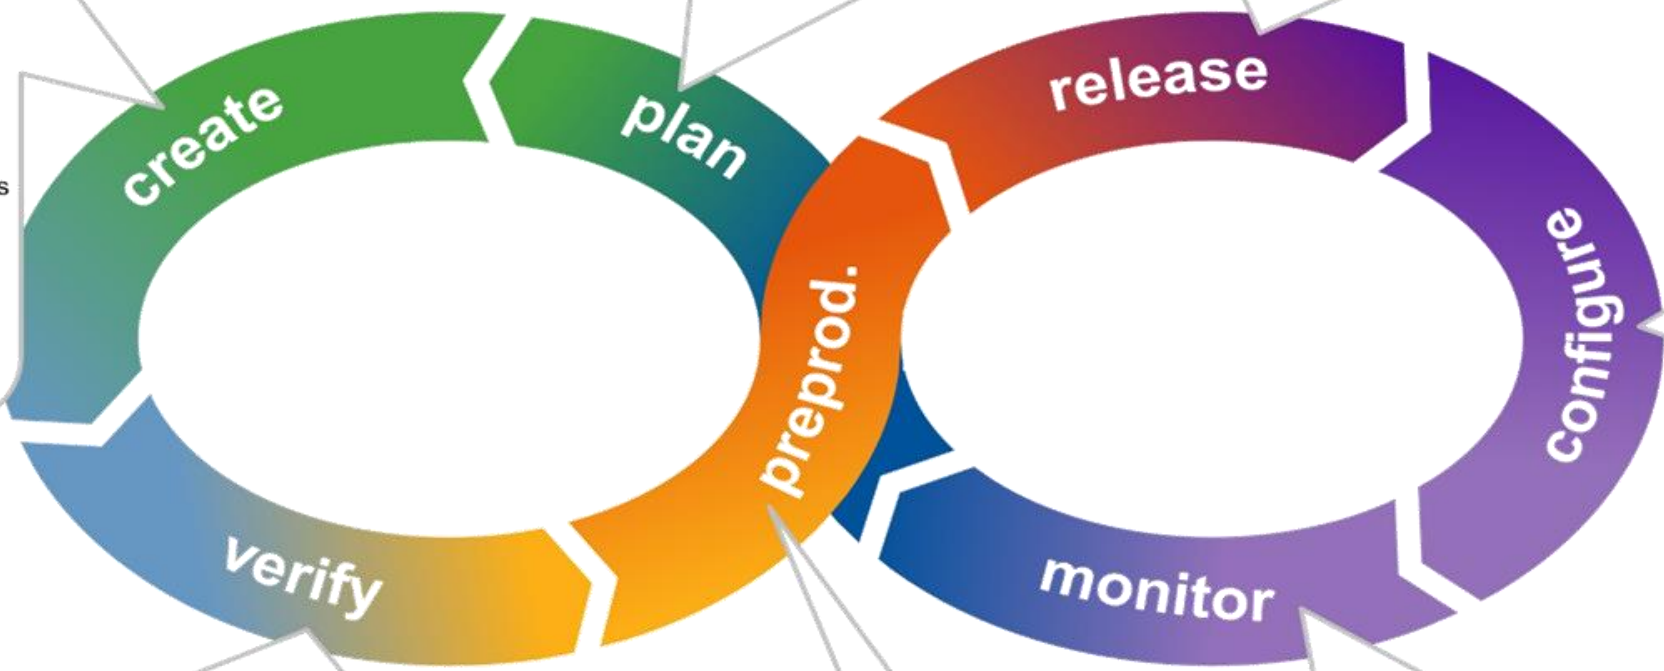 create
plan
release
s
configure
preprod.
verify
monitor